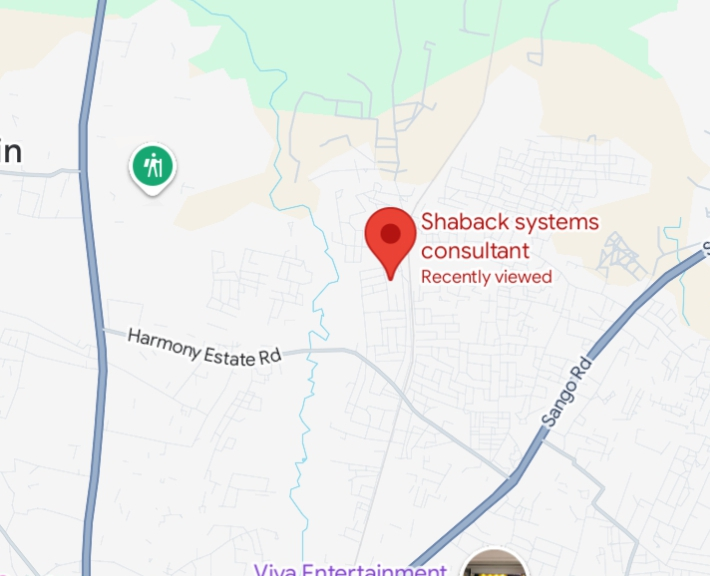 in
Shaback systems
consultant
Recently viewed
Harmony Estate Rd
Sango Rd
S
Viva Entertainment